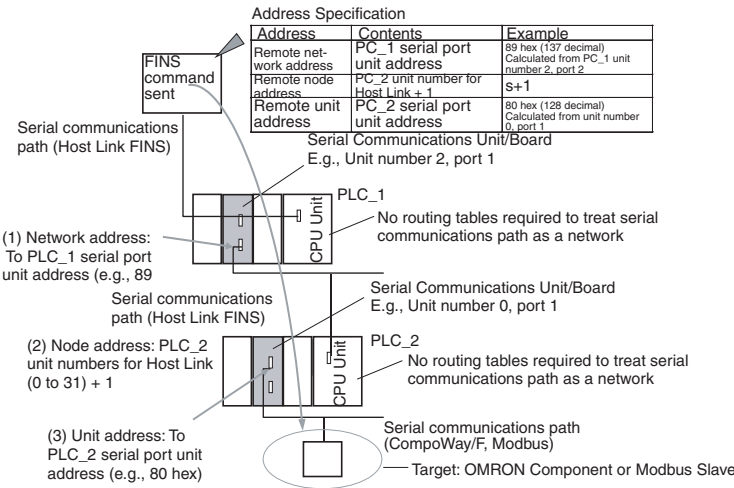 Address Specification
Address Contents Example
Remote net-
work address
PC_1 serial port
unit address
89 hex (137 decimal)
Calculated from PC_1 unit
number 2, port 2
Remote node
address
PC_2 unit number for
Host Link + 1
s+1
Remote unit
address
PC_2 serial port
unit address
80 hex (128 decimal)
Calculated from unit number
0, port 1
FINS
command
sent
Serial communications
path (Host Link FINS)
Serial Communications Unit/Board
E.g., Unit number 2, port 1
PLC_1
CPU Unit
No routing tables required to treat serial
communications path as a network
(1) Network address:
To PLC_1 serial port
unit address (e.g., 89
Serial communications
path (Host Link FINS)
Serial Communications Unit/Board
E.g., Unit number 0, port 1
PLC_2
CPU Unit
(2) Node address: PLC_2
unit numbers for Host Link
(0 to 31) + 1
No routing tables required to treat serial
communications path as a network
(3) Unit address: To
PLC_2 serial port unit
address (e.g., 80 hex)
Serial communications path
(CompoWay/F, Modbus)
Target: OMRON Component or Modbus Slave